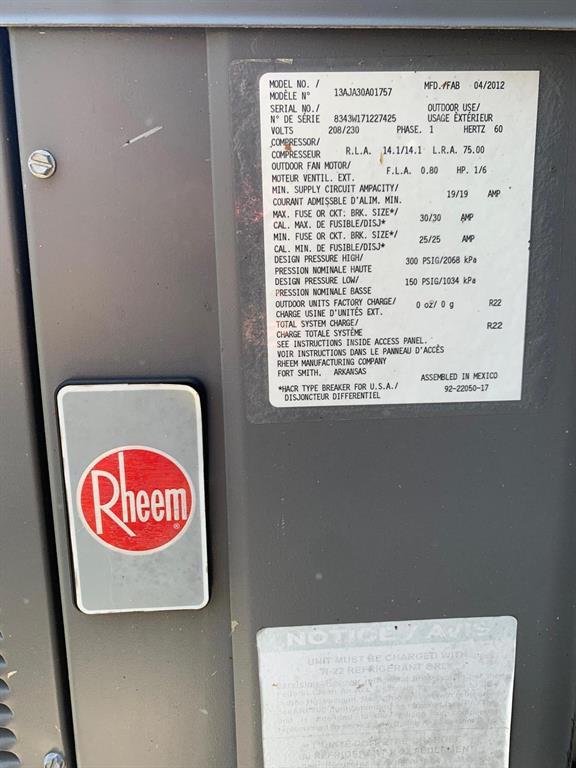 MODEL NO. / MFD./FAB 04/2012
MODÈLE N° 13AJA30A01757
SERIAL NO./ OUTDOOR USE/
N° DE SÉRIE 8343W171227425 USAGE EXTÉRIEUR
VOLTS 208/230 PHASE. 1 HERTZ 60
COMPRESSOR/
COMPRESSEUR R.L.A. 14.1/14.1 L.R.A. 75.00
OUTDOOR FAN MOTOR/
MOTEUR VENTIL. EXT. F.L.A. 0.80 HP. 1/6
MIN. SUPPLY CIRCUIT AMPACITY/
COURANT ADMISSBLE D'ALIM. MIN. 19/19 AMP
MAX. FUSE OR CKT. BRK. SIZE*/
CAL. MAX. DE FUSIBLE/DISJ* 30/30 AMP
MIN. FUSE OR CKT. BRK. SIZE*/
CAL. MIN. DE FUSIBLE/DISJ* 25/25 AMP
DESIGN PRESSURE HIGH/ 300 PSIG/2068 kPa
PRESSION NOMINALE HAUTE
DESIGN PRESSURE LOW/ 150 PSIG/1034 kPa
PRESSION NOMINALE BASSE
OUTDOOR UNITS FACTORY CHARGE/ 0 oz/ 0 g R22
CHARGE USINE D'UNITÉS EXT.
TOTAL SYSTEM CHARGE/ R22
CHARGE TOTALE SYSTÈME
SEE INSTRUCTIONS INSIDE ACCESS PANEL.
VOIR INSTRUCTIONS DANS LE PANNEAU D'ACCÈS
RHEEM MANUFACTURING COMPANY
FORT SMITH, ARKANSAS ASSEMBLED IN MEXICO
*HACR TYPE BREAKER FOR U.S.A./ 92-22050-17
DISJONCTEUR DIFFERENTIEL
Rheem®
NOTICE / AVIS
UNIT MUST BE CHARGED WITH
R-22 REFRIGERANT ONLY